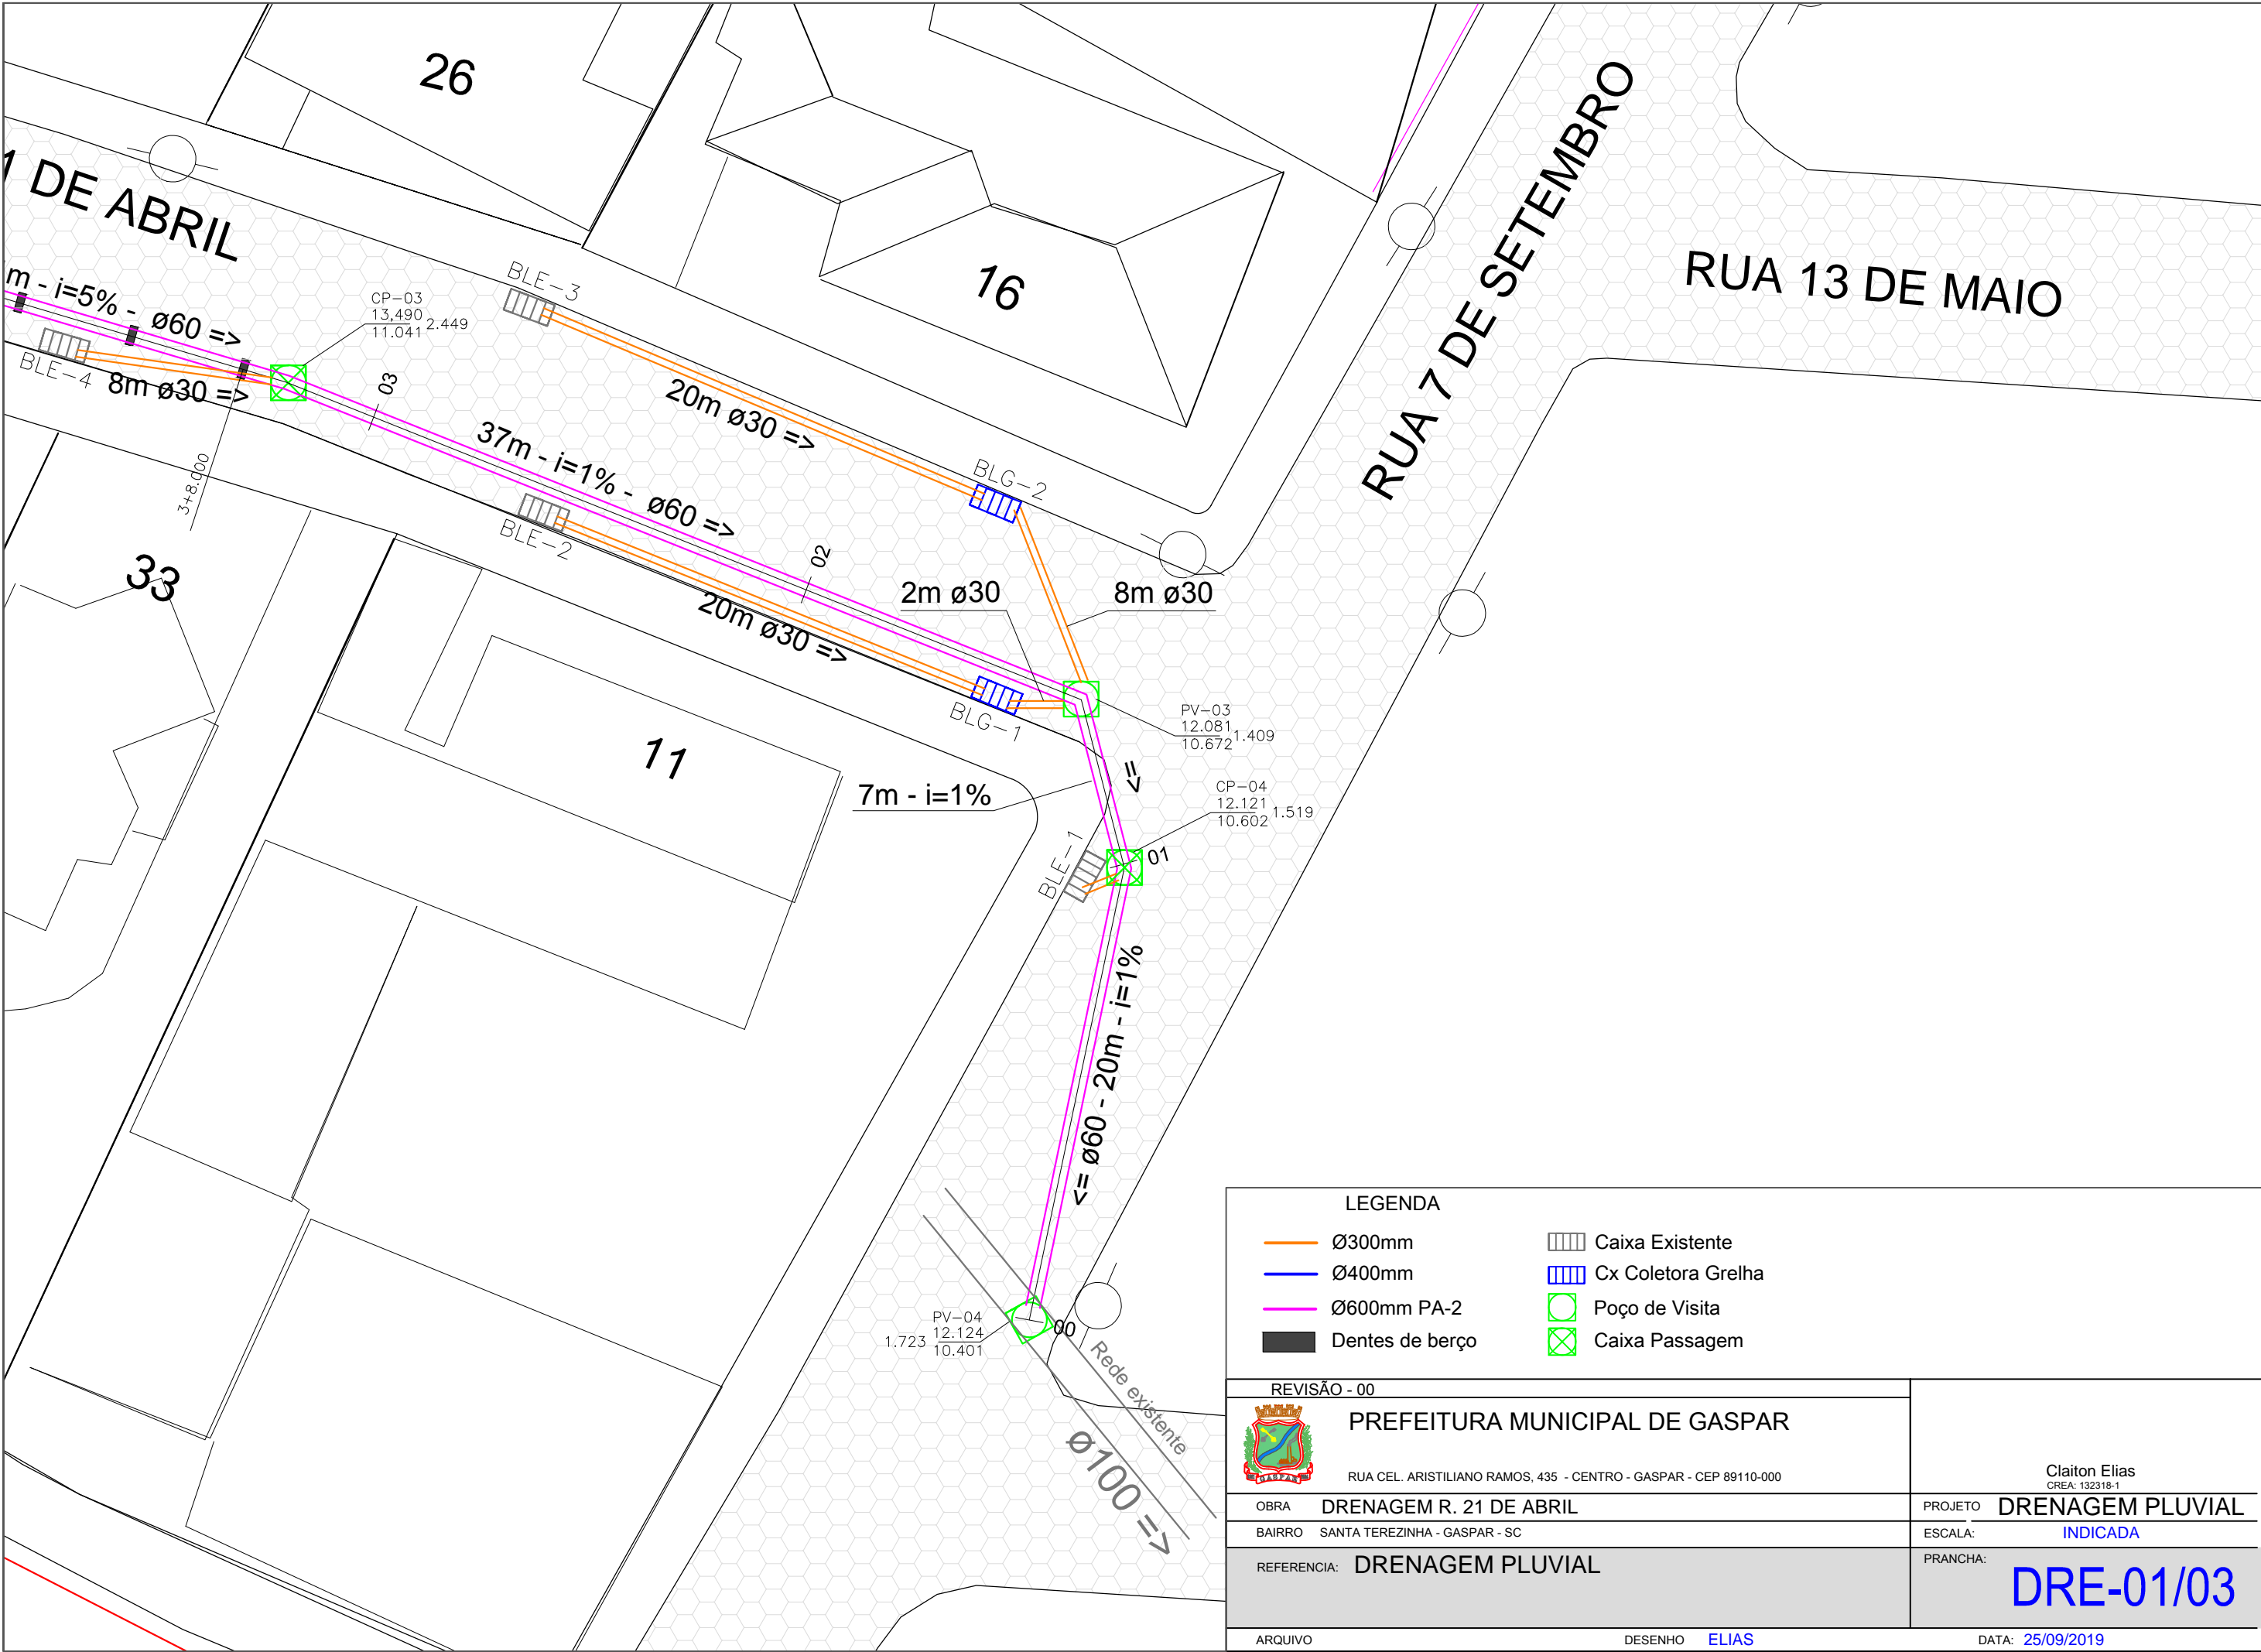 26
1 DE ABRIL
m - i=5% - ø60 =>
BLE-4
8m ø30 =>
3+8.000
CP-03
13,490
11.041
2.449
03
BLE-3
20m ø30 =>
37m - i=1% - ø60 =>
BLE-2
20m ø30 =>
02
16
BLG-2
2m ø30
8m ø30
BLG-1
PV-03
12.081
10.672
1.409
7m - i=1%
<=
CP-04
12.121
10.602
1.519
BLE-1
01
<= ø60 - 20m - i=1%
PV-04
12.124
10.401
1.723
00
Rede existente
Ø100 =>
33
11
RUA 7 DE SETEMBRO
RUA 13 DE MAIO
LEGENDA
Ø300mm
Ø400mm
Ø600mm PA-2
Dentes de berço
Caixa Existente
Cx Coletora Grelha
Poço de Visita
Caixa Passagem
REVISÃO - 00
GASPAR
PREFEITURA MUNICIPAL DE GASPAR
RUA CEL. ARISTILIANO RAMOS, 435 - CENTRO - GASPAR - CEP 89110-000
Claiton Elias
CREA: 132318-1
OBRA DRENAGEM R. 21 DE ABRIL
PROJETO DRENAGEM PLUVIAL
BAIRRO SANTA TEREZINHA - GASPAR - SC
ESCALA: INDICADA
REFERENCIA: DRENAGEM PLUVIAL
PRANCHA: DRE-01/03
ARQUIVO
DESENHO ELIAS
DATA: 25/09/2019